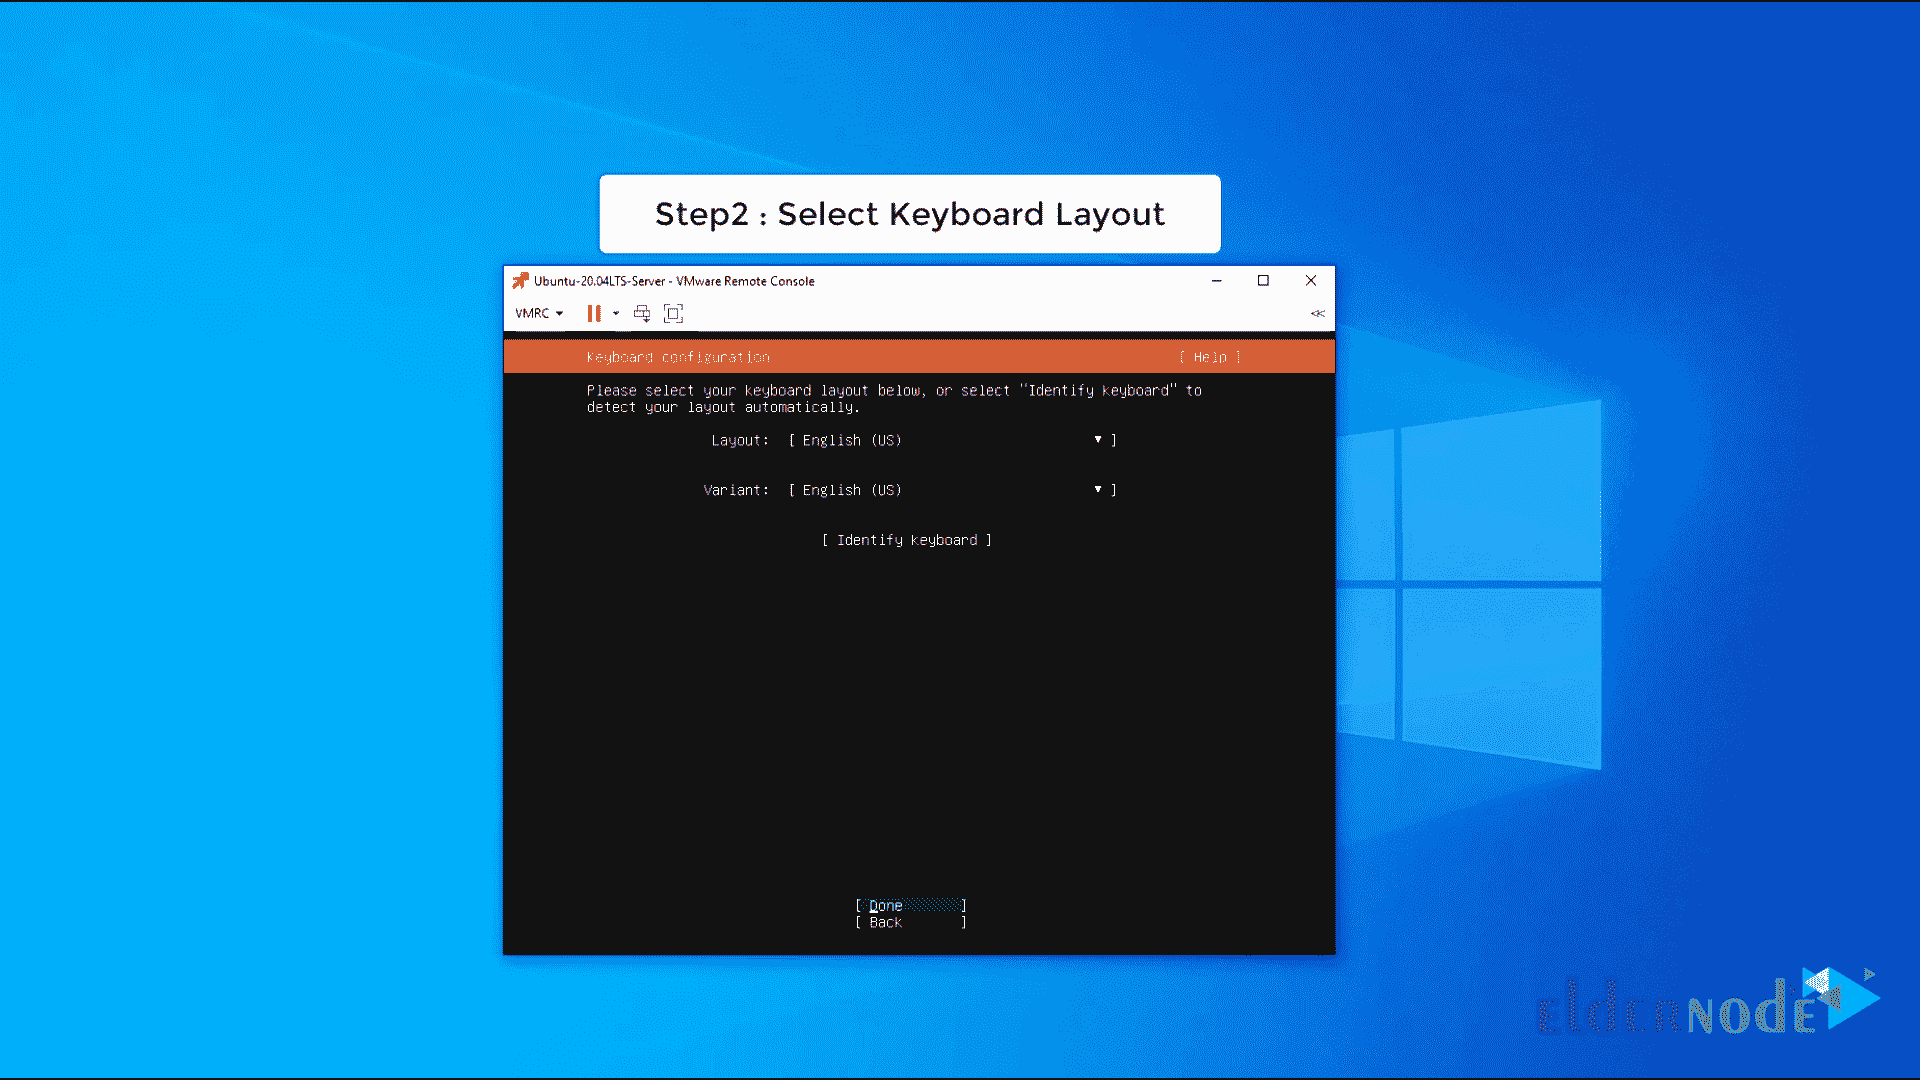 Step2 : Select Keyboard Layout
Ubuntu-20.04LTS-Server - VMware Remote Console
VMRC
Keyboard configuration [ Help ]
Please select your keyboard layout below, or select "Identify keyboard" to
detect your layout automatically.
Layout: [ English (US) ▼ ]
Variant: [ English (US) ▼ ]
[ Identify keyboard ]
[ Done ]
[ Back ]
eldernode